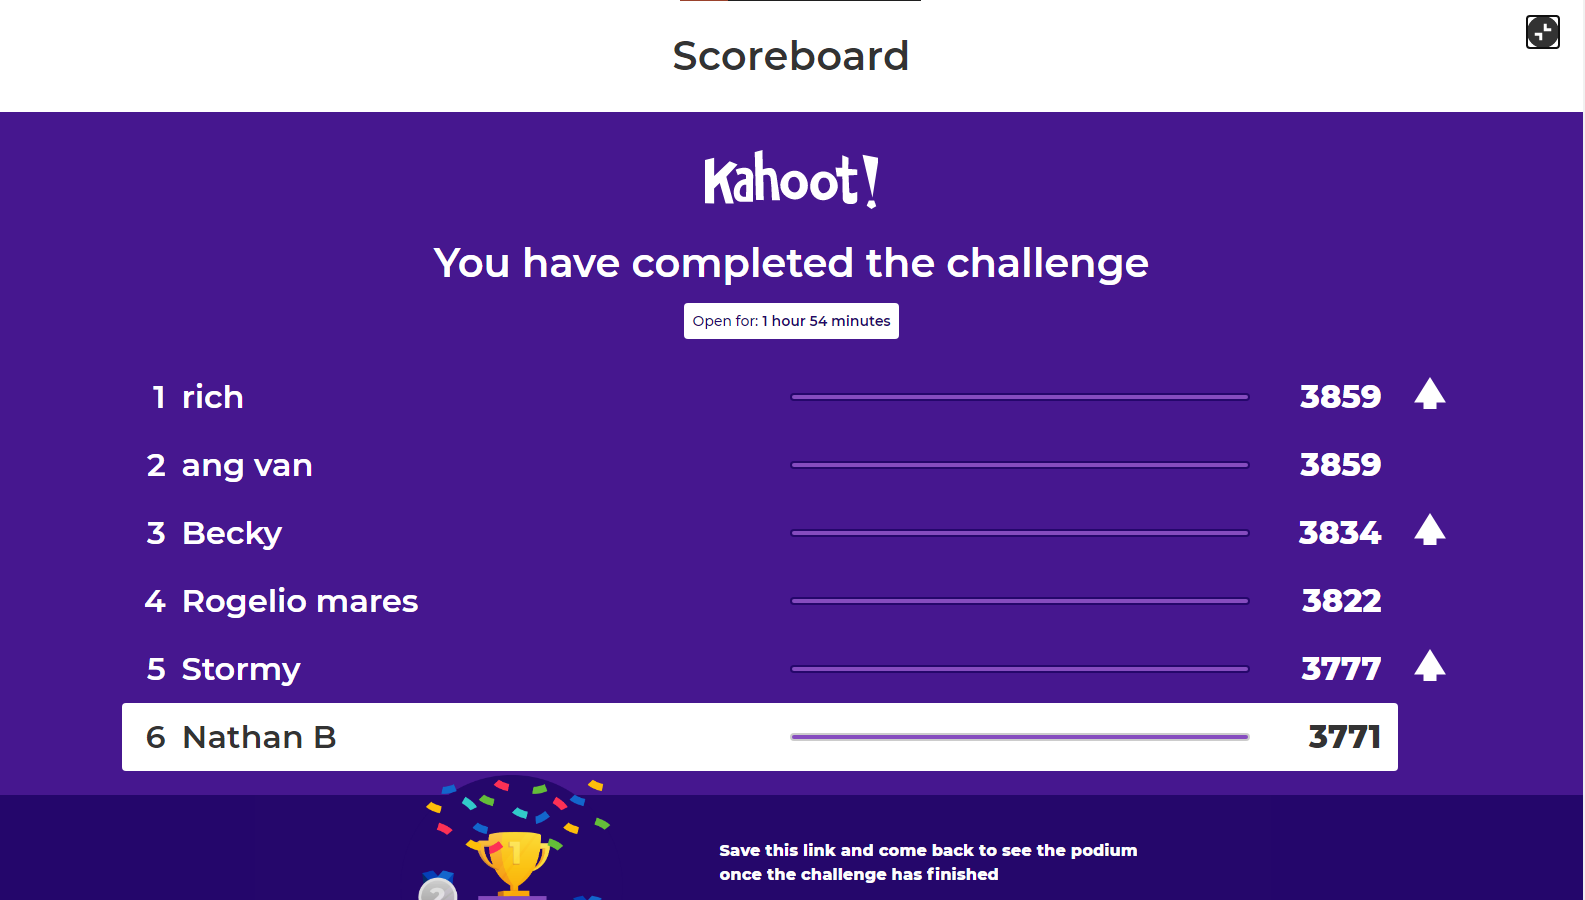 Scoreboard
Kahoot!
You have completed the challenge
Open for: 1 hour 54 minutes
1 rich 3859
2 ang van 3859
3 Becky 3834
4 Rogelio mares 3822
5 Stormy 3777
6 Nathan B 3771
1
Save this link and come back to see the podium
once the challenge has finished
2